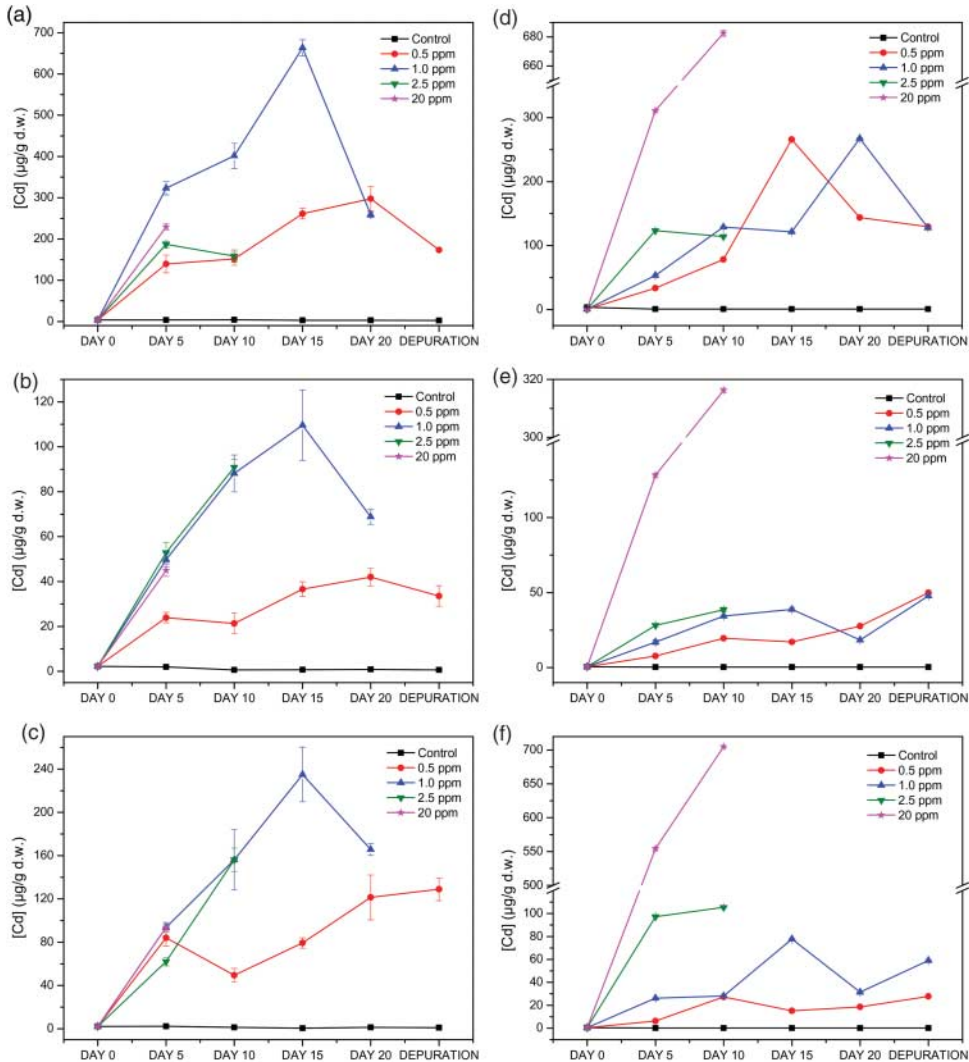 (a)
[Cd] (µg/g d.w.)
700
600
500
400
300
200
100
0
Control
0.5 ppm
1.0 ppm
2.5 ppm
20 ppm
DAY 0 DAY 5 DAY 10 DAY 15 DAY 20 DEPURATION
(d)
[Cd] (µg/g d.w.)
680
660
300
200
100
0
Control
0.5 ppm
1.0 ppm
2.5 ppm
20 ppm
DAY 0 DAY 5 DAY 10 DAY 15 DAY 20 DEPURATION
(b)
[Cd] (µg/g d.w.)
120
100
80
60
40
20
0
Control
0.5 ppm
1.0 ppm
2.5 ppm
20 ppm
DAY 0 DAY 5 DAY 10 DAY 15 DAY 20 DEPURATION
(e)
[Cd] (µg/g d.w.)
320
300
100
50
0
Control
0.5 ppm
1.0 ppm
2.5 ppm
20 ppm
DAY 0 DAY 5 DAY 10 DAY 15 DAY 20 DEPURATION
(c)
[Cd] (µg/g d.w.)
240
200
160
120
80
40
0
Control
0.5 ppm
1.0 ppm
2.5 ppm
20 ppm
DAY 0 DAY 5 DAY 10 DAY 15 DAY 20 DEPURATION
(f)
[Cd] (µg/g d.w.)
700
650
600
550
500
100
80
60
40
20
0
Control
0.5 ppm
1.0 ppm
2.5 ppm
20 ppm
DAY 0 DAY 5 DAY 10 DAY 15 DAY 20 DEPURATION